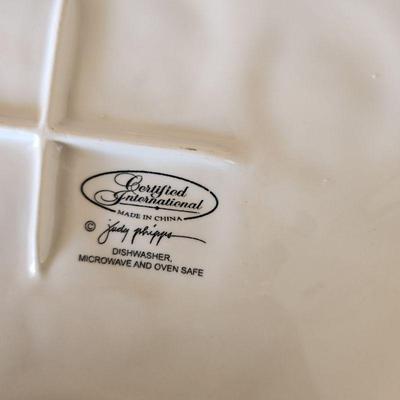 Certified
International
MADE IN CHINA
© judy phipps
DISHWASHER,
MICROWAVE AND OVEN SAFE